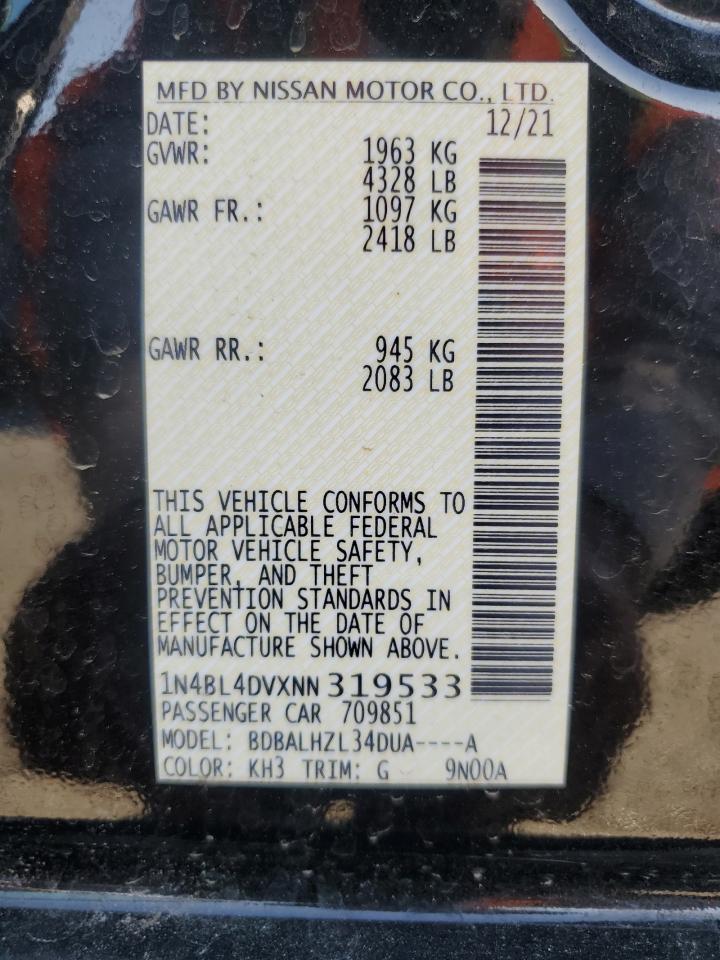 MFD BY NISSAN MOTOR CO., LTD.
DATE: 12/21
GVWR: 1963 KG
4328 LB
GAWR FR.: 1097 KG
2418 LB
GAWR RR.: 945 KG
2083 LB
THIS VEHICLE CONFORMS TO
ALL APPLICABLE FEDERAL
MOTOR VEHICLE SAFETY,
BUMPER, AND THEFT
PREVENTION STANDARDS IN
EFFECT ON THE DATE OF
MANUFACTURE SHOWN ABOVE.
1N4BL4DVXNN319533
PASSENGER CAR 709851
MODEL: BDBALHZL34DUA----A
COLOR: KH3 TRIM: G 9N00A